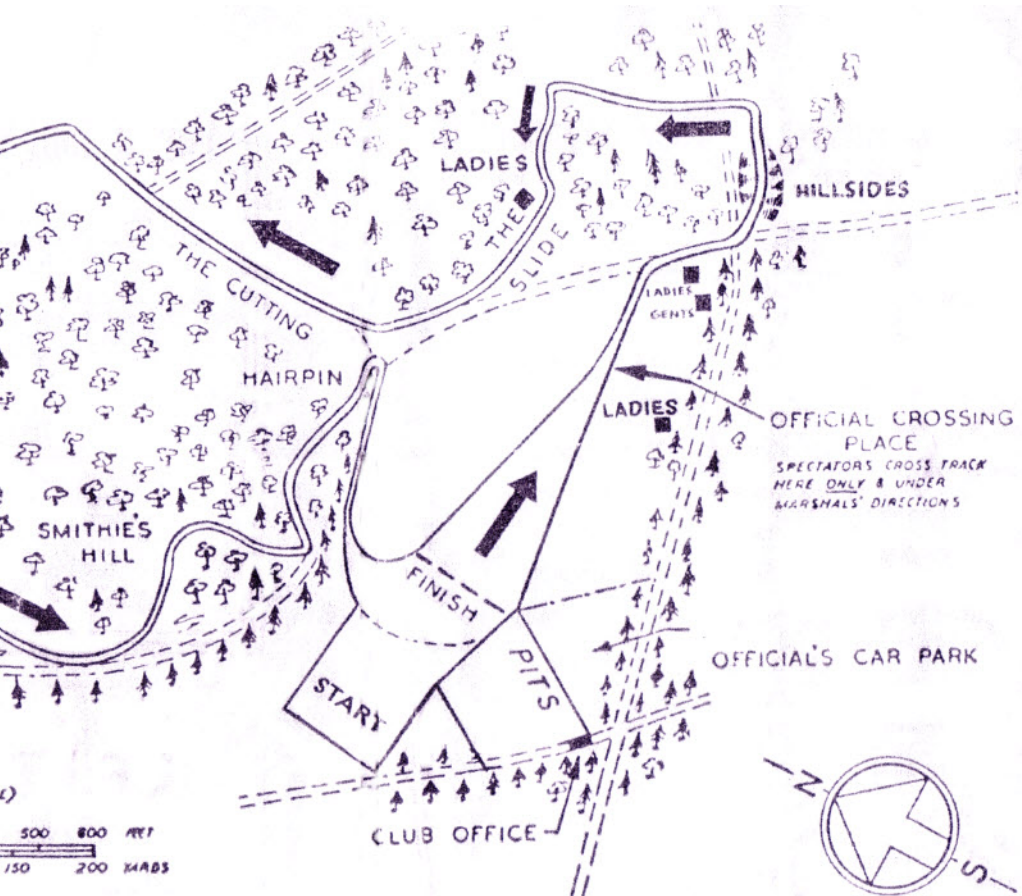 LADIES
HILLSIDES
THE
SLIDE
THE CUTTING
LADIES
GENTS
HAIRPIN
LADIES
OFFICIAL CROSSING
PLACE
SPECTATORS CROSS TRACK
HERE ONLY & UNDER
MARSHALS' DIRECTIONS
SMITHIE'S
HILL
FINISH
PITS
OFFICIAL'S CAR PARK
START
N
500 600 FEET
150 200 YARDS
CLUB OFFICE
S